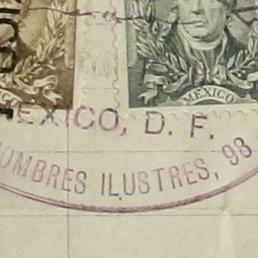 MEXICO
MEXICO, D. F.
HOMBRES ILUSTRES, 98